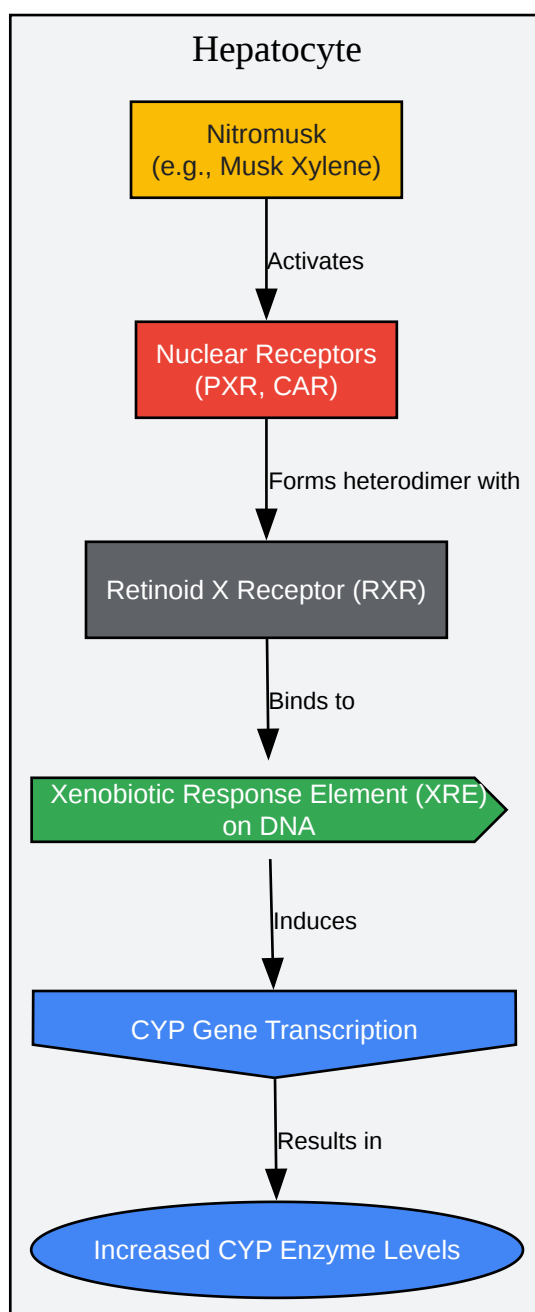 Hepatocyte
Nitromusk
(e.g., Musk Xylene)
Activates
Nuclear Receptors
(PXR, CAR)
Forms heterodimer with
Retinoid X Receptor (RXR)
Binds to
Xenobiotic Response Element (XRE)
on DNA
Induces
CYP Gene Transcription
Results in
Increased CYP Enzyme Levels